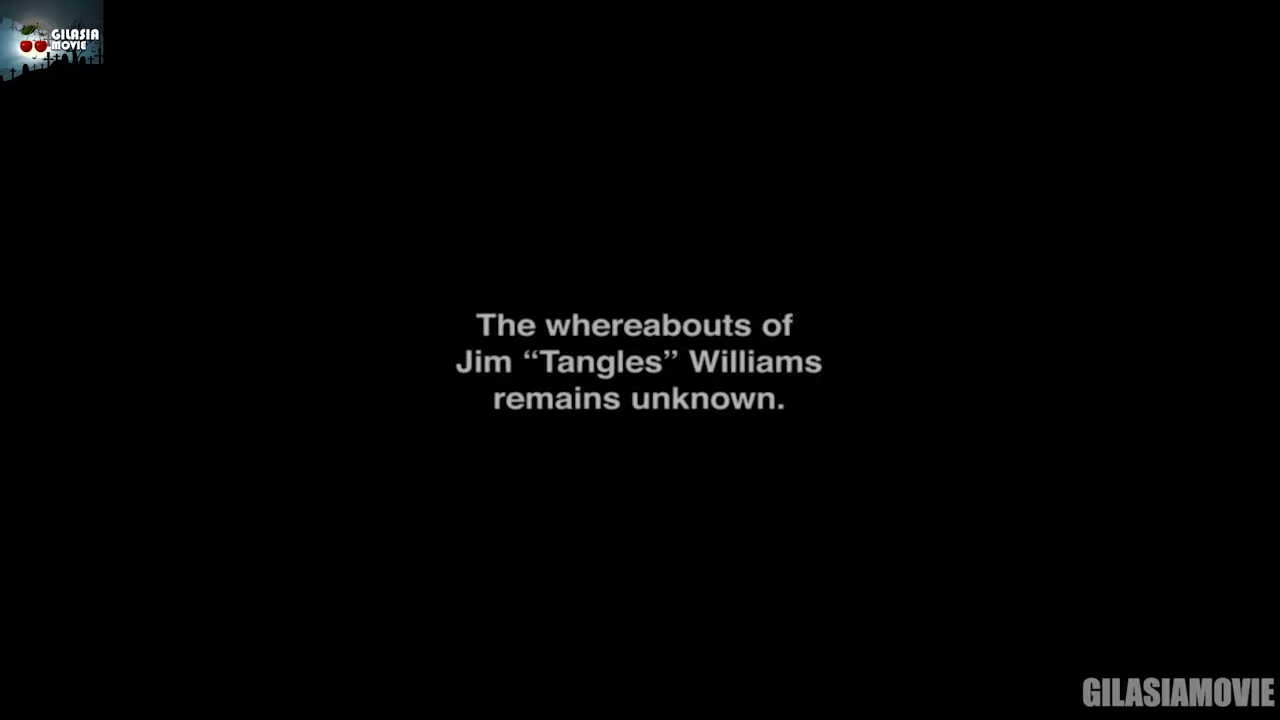 GILASIA
MOVIE
The whereabouts of
Jim “Tangles” Williams
remains unknown.
GILASIAMOVIE